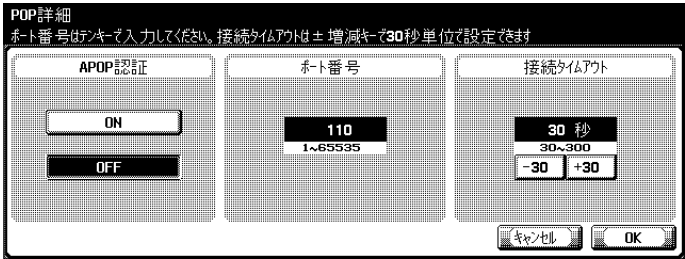 POP詳細
ポート番号はテンキーで入力してください。接続タイムアウトは±増減キーで30秒単位で設定できます
APOP認証
ON
OFF
ポート番号
110
1~65535
接続タイムアウト
30 秒
30~300
-30 +30
キャンセル OK